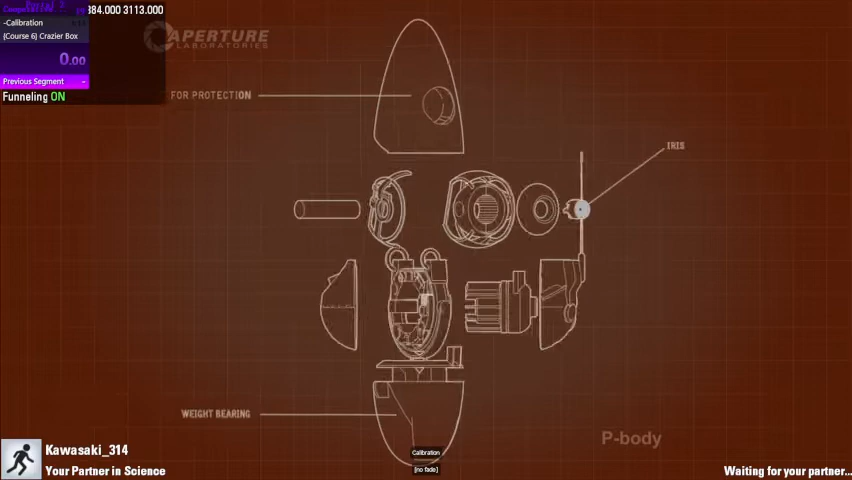 384.000 3113.000
-Calibration
{Course 6} Crazier Box
0.00
Previous Segment -
Funneling ON
APERTURE
LABORATORIES
FOR PROTECTION
IRIS
WEIGHT BEARING
P-body
Calibration
[no fade]
Kawasaki_314
Your Partner in Science
Waiting for your partner...